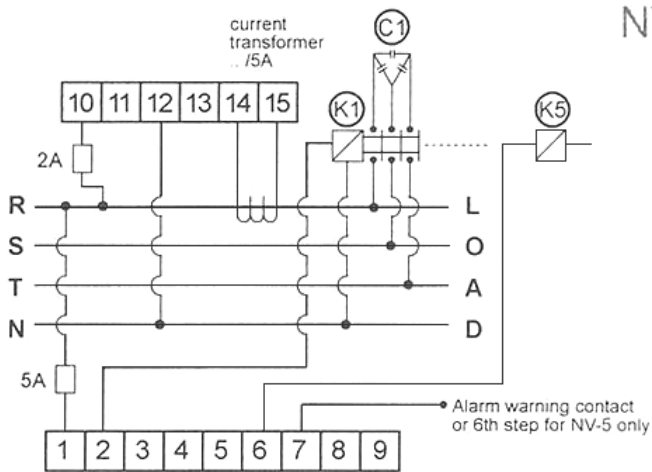 current
transformer
.. /5A
C1
10 11 12 13 14 15
K1
K5
2A
R L
S O
T A
N D
5A
Alarm warning contact
or 6th step for NV-5 only
1 2 3 4 5 6 7 8 9